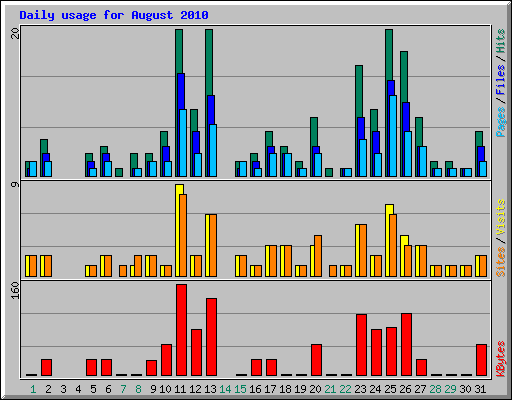 Daily usage for August 2010
20
Pages / Files / Hits
9
Sites / Visits
160
KBytes
1 2 3 4 5 6 7 8 9 10 11 12 13 14 15 16 17 18 19 20 21 22 23 24 25 26 27 28 29 30 31